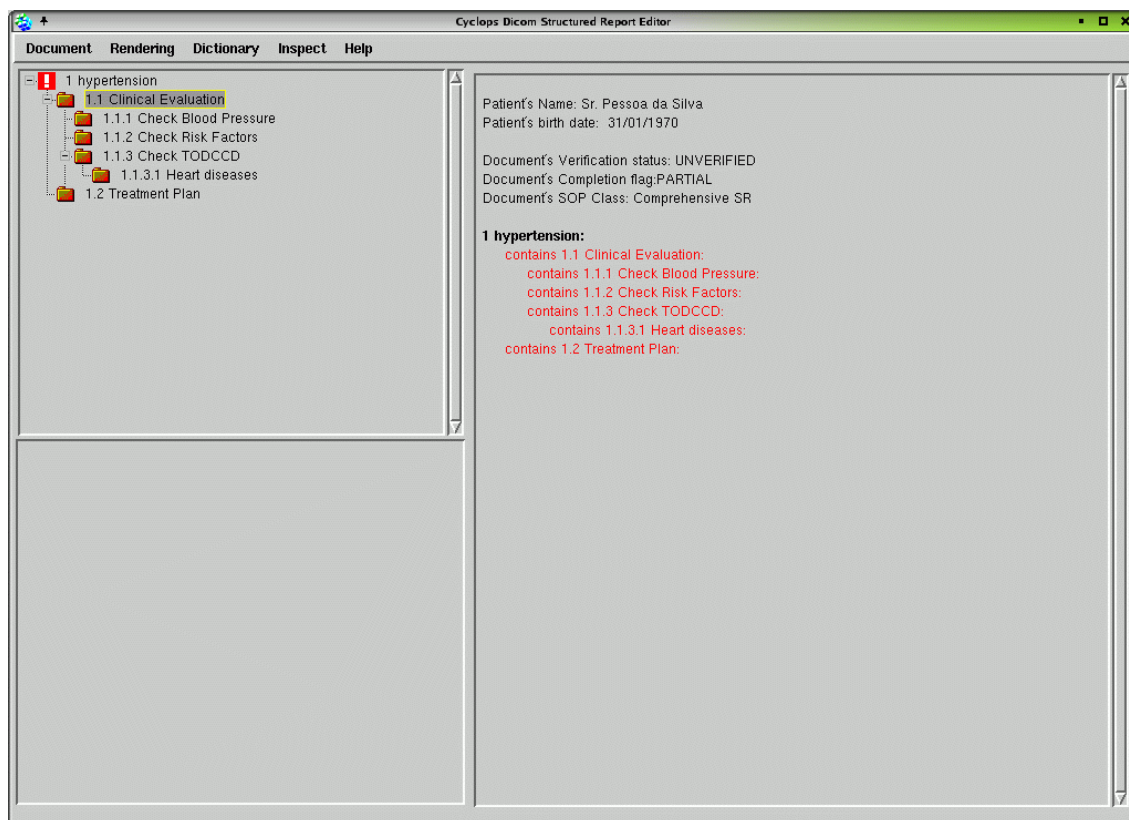 Cyclops Dicom Structured Report Editor
Document Rendering Dictionary Inspect Help
1 hypertension
1.1 Clinical Evaluation
1.1.1 Check Blood Pressure
1.1.2 Check Risk Factors
1.1.3 Check TODCCD
1.1.3.1 Heart diseases
1.2 Treatment Plan
Patient's Name: Sr. Pessoa da Silva
Patient's birth date: 31/01/1970
Document's Verification status: UNVERIFIED
Document's Completion flag:PARTIAL
Document's SOP Class: Comprehensive SR
1 hypertension:
contains 1.1 Clinical Evaluation:
contains 1.1.1 Check Blood Pressure:
contains 1.1.2 Check Risk Factors:
contains 1.1.3 Check TODCCD:
contains 1.1.3.1 Heart diseases:
contains 1.2 Treatment Plan: